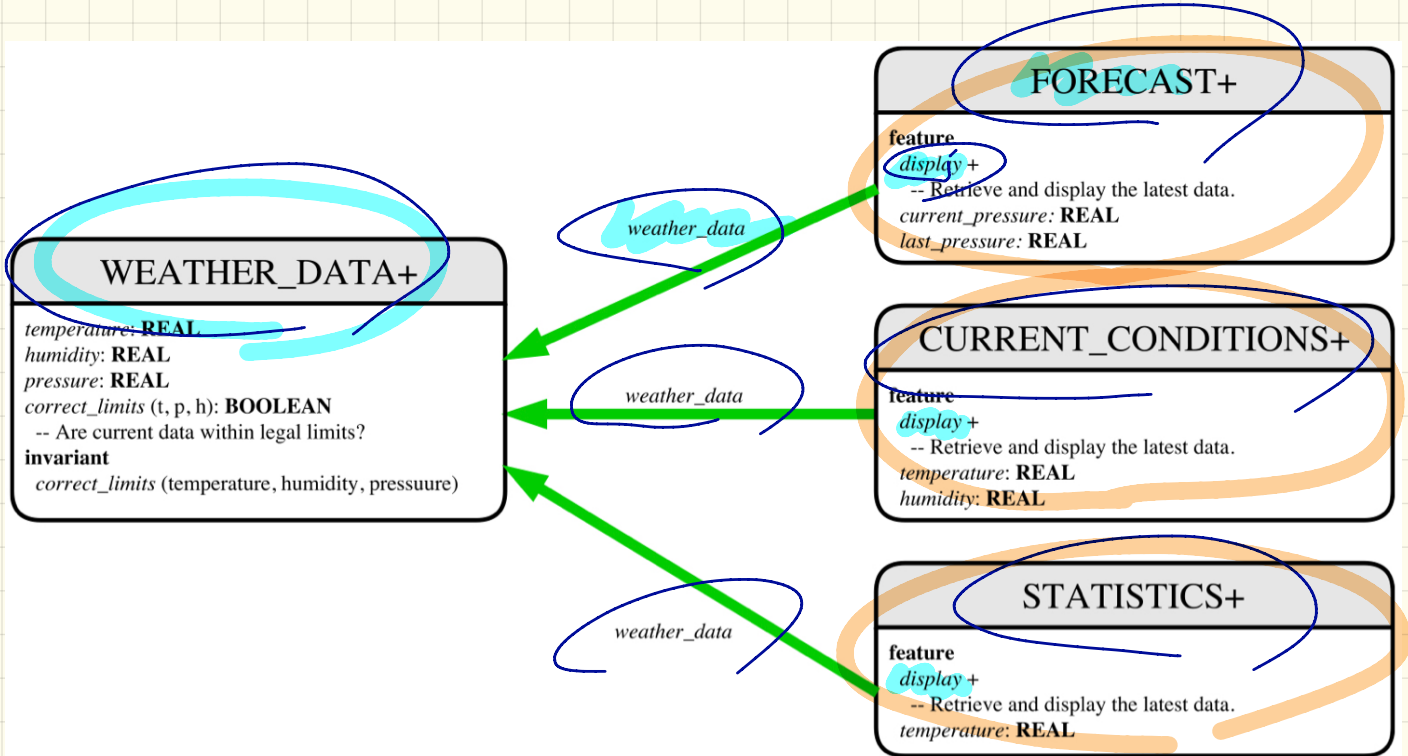 WEATHER_DATA+
temperature: REAL
humidity: REAL
pressure: REAL
correct_limits (t, p, h): BOOLEAN
-- Are current data within legal limits?
invariant
correct_limits (temperature, humidity, pressuure)
weather_data
weather_data
weather_data
FORECAST+
feature
display +
-- Retrieve and display the latest data.
current_pressure: REAL
last_pressure: REAL
CURRENT_CONDITIONS+
feature
display +
-- Retrieve and display the latest data.
temperature: REAL
humidity: REAL
STATISTICS+
feature
display +
-- Retrieve and display the latest data.
temperature: REAL